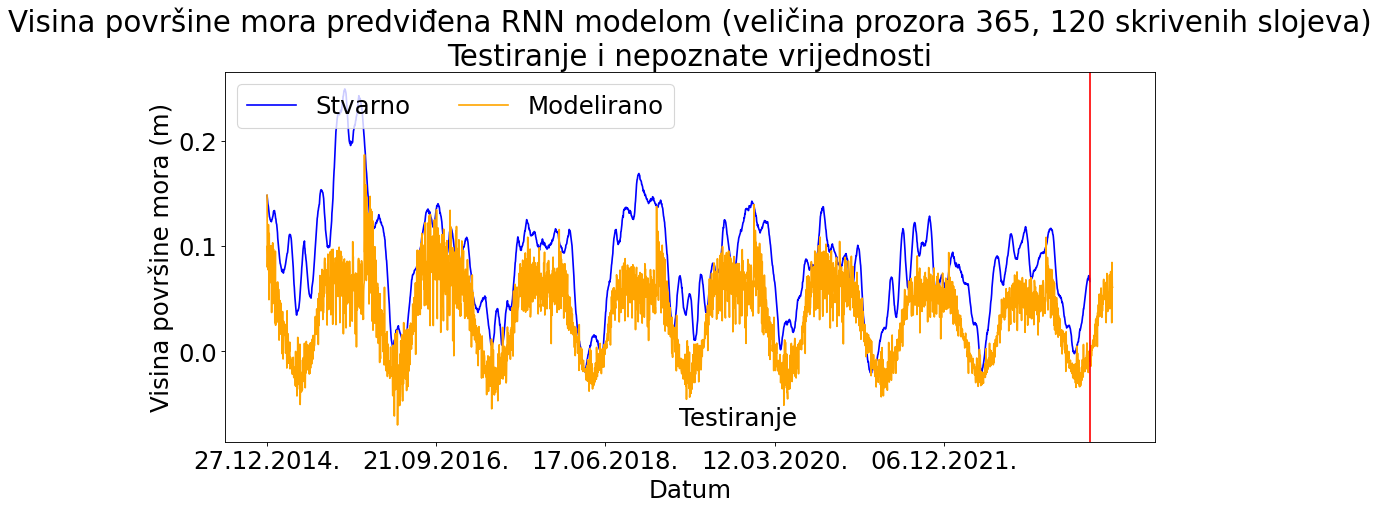 Visina površine mora predviđena RNN modelom (veličina prozora 365, 120 skrivenih slojeva)
Testiranje i nepoznate vrijednosti
Stvarno Modelirano
Visina površine mora (m)
0.2
0.1
0.0
Testiranje
27.12.2014. 21.09.2016. 17.06.2018. 12.03.2020. 06.12.2021.
Datum